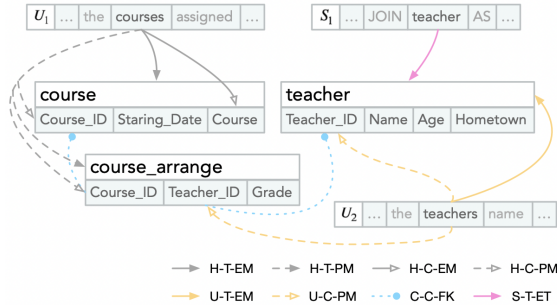 U1 ... the courses assigned ...
S1 ... JOIN teacher AS ...
course
Course_ID Staring_Date Course
teacher
Teacher_ID Name Age Hometown
course_arrange
Course_ID Teacher_ID Grade
U2 ... the teachers name ...
H-T-EM H-T-PM H-C-EM H-C-PM
U-T-EM U-C-PM C-C-FK S-T-ET